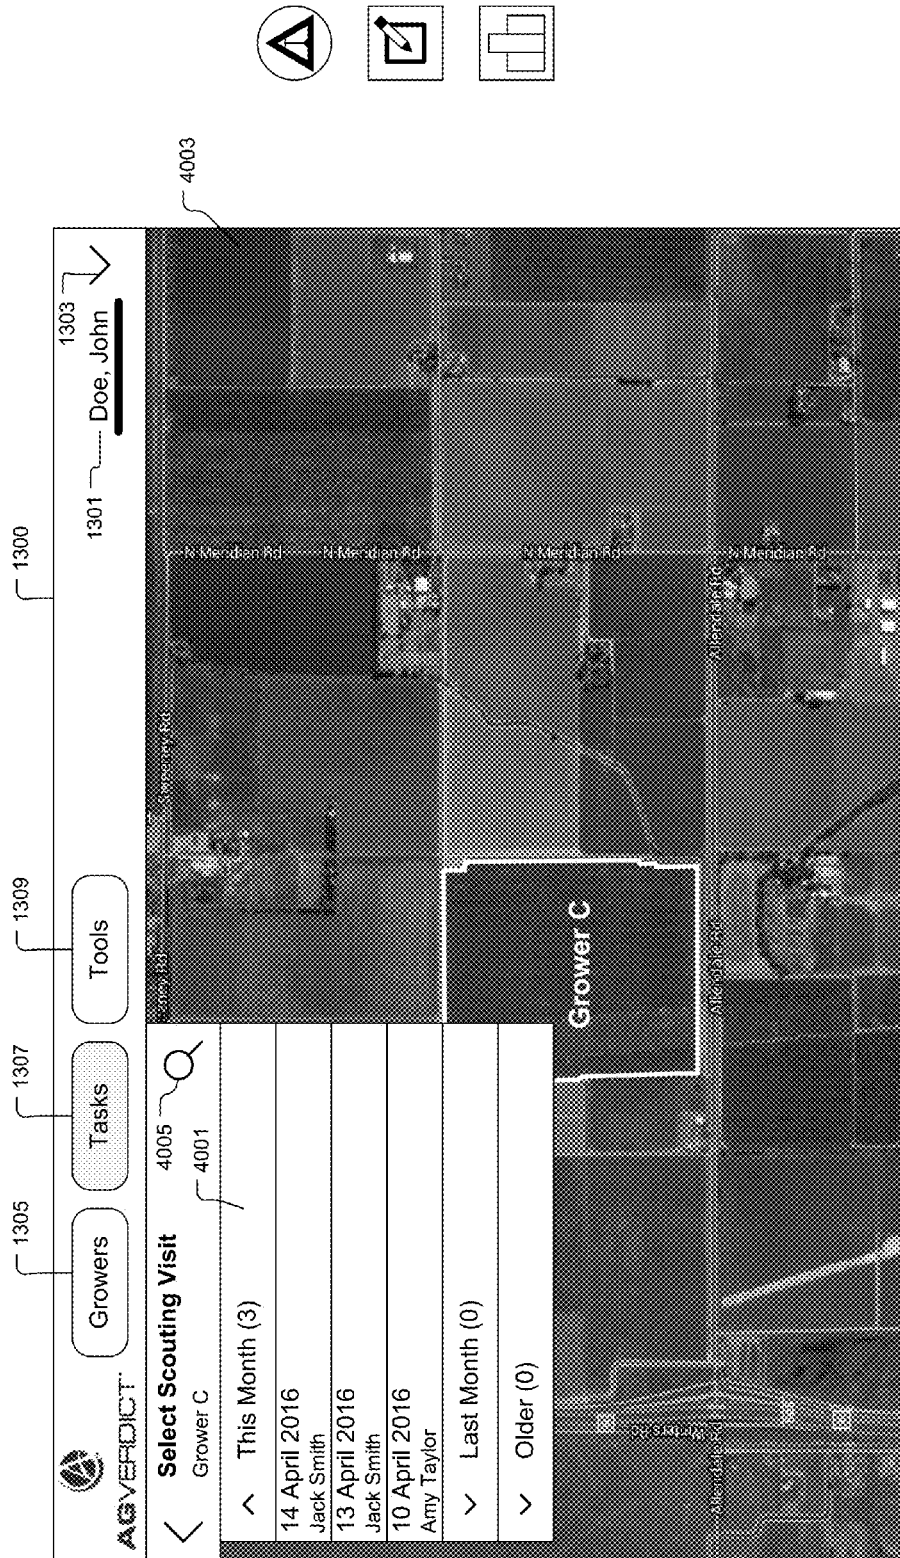 1300
1305
1307
1309
1301
1303
AGVERDICT
Growers
Tasks
Tools
Doe, John
Select Scouting Visit
Grower C
4005
4001
4003
This Month (3)
14 April 2016
Jack Smith
13 April 2016
Jack Smith
10 April 2016
Amy Taylor
Last Month (0)
Older (0)
Grower C
Sweeney Rd
N Meridian Rd
N Meridian Rd
N Meridian Rd
N Meridian Rd
Allendale Rd
Allendale Rd
Allendale Rd